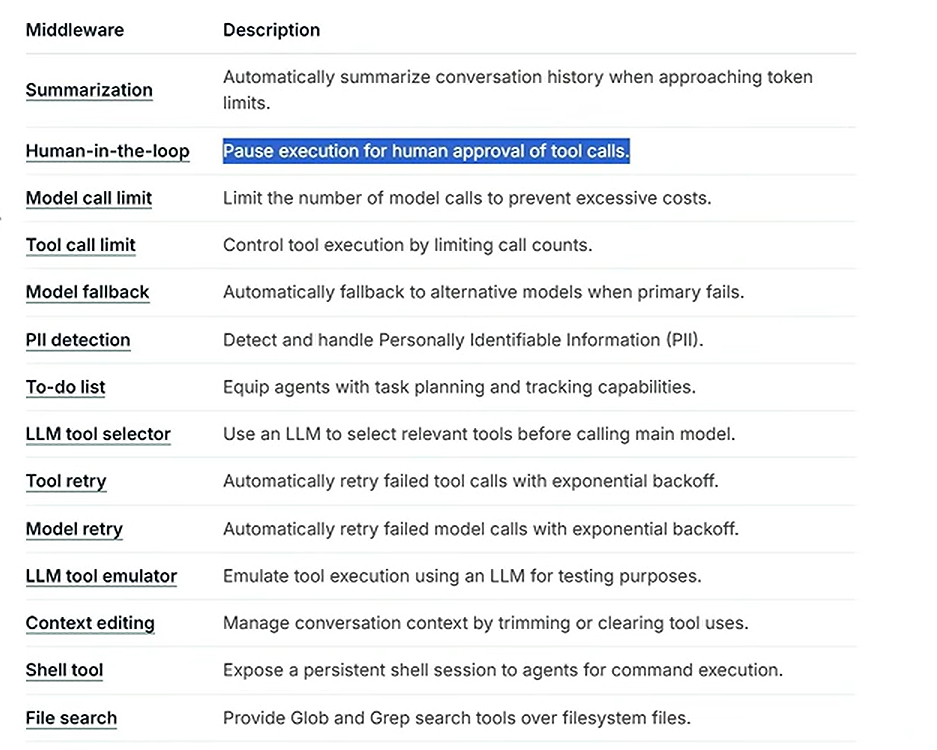 Middleware Description
Summarization Automatically summarize conversation history when approaching token
limits.
Human-in-the-loop Pause execution for human approval of tool calls.
Model call limit Limit the number of model calls to prevent excessive costs.
Tool call limit Control tool execution by limiting call counts.
Model fallback Automatically fallback to alternative models when primary fails.
PII detection Detect and handle Personally Identifiable Information (PII).
To-do list Equip agents with task planning and tracking capabilities.
LLM tool selector Use an LLM to select relevant tools before calling main model.
Tool retry Automatically retry failed tool calls with exponential backoff.
Model retry Automatically retry failed model calls with exponential backoff.
LLM tool emulator Emulate tool execution using an LLM for testing purposes.
Context editing Manage conversation context by trimming or clearing tool uses.
Shell tool Expose a persistent shell session to agents for command execution.
File search Provide Glob and Grep search tools over filesystem files.